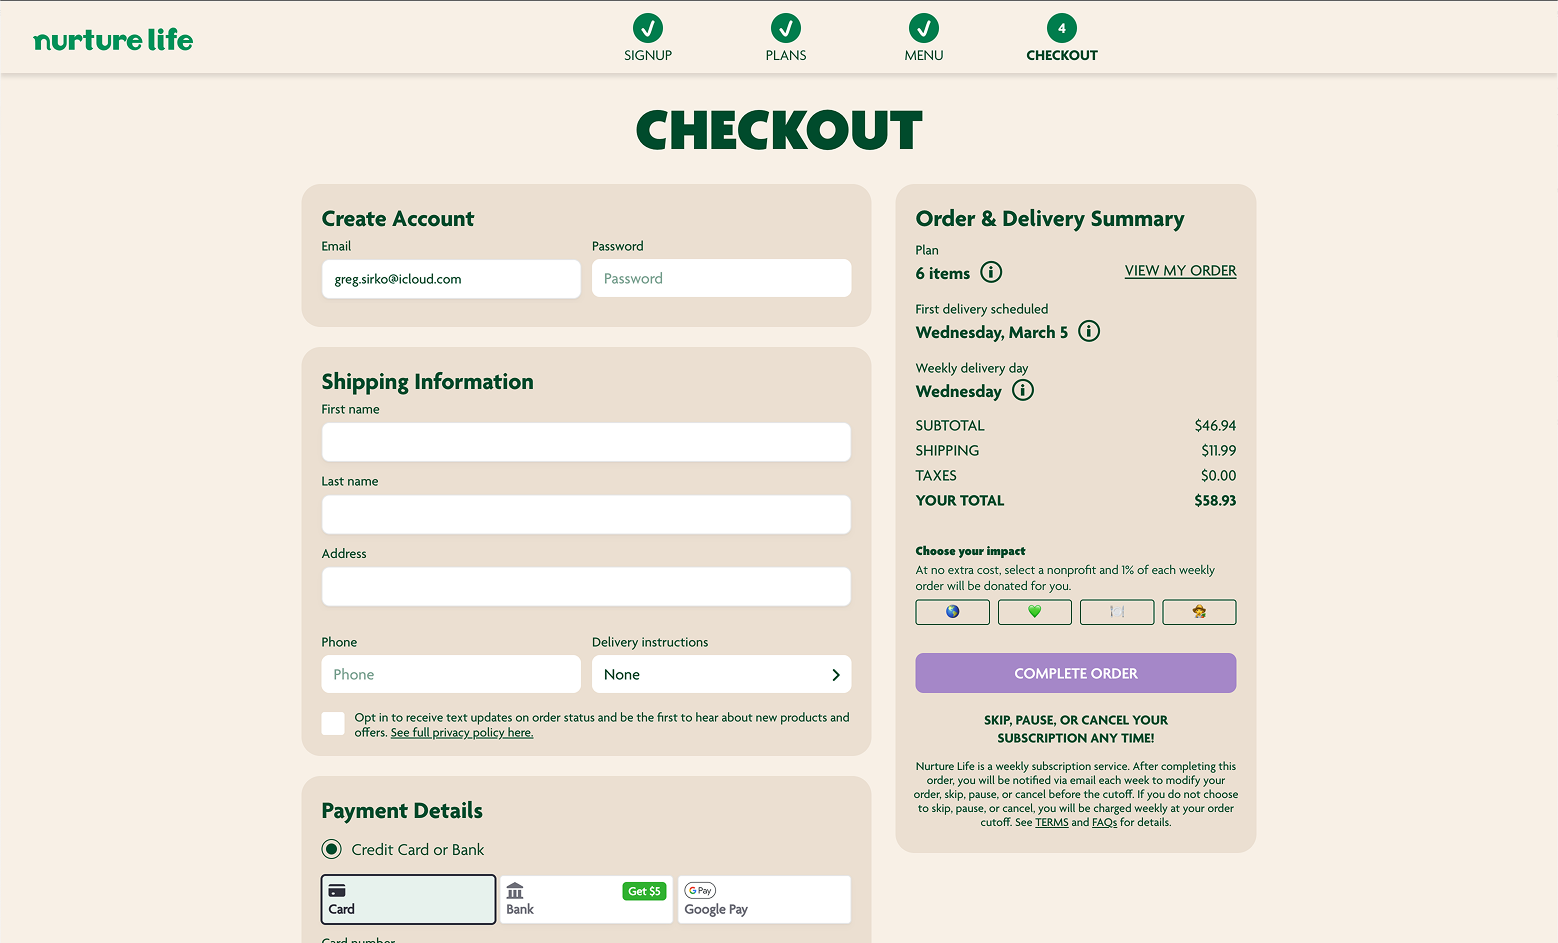 nurture life
SIGNUP
PLANS
MENU
4
CHECKOUT
CHECKOUT
Create Account
Email
greg.sirko@icloud.com
Password
Password
Shipping Information
First name
Last name
Address
Phone
Phone
Delivery instructions
None
Opt in to receive text updates on order status and be the first to hear about new products and
offers. See full privacy policy here.
Payment Details
Credit Card or Bank
Card
Bank
Get $5
G Pay
Google Pay
Card number
Order & Delivery Summary
Plan
6 items
VIEW MY ORDER
First delivery scheduled
Wednesday, March 5
Weekly delivery day
Wednesday
SUBTOTAL $46.94
SHIPPING $11.99
TAXES $0.00
YOUR TOTAL $58.93
Choose your impact
At no extra cost, select a nonprofit and 1% of each weekly
order will be donated for you.
COMPLETE ORDER
SKIP, PAUSE, OR CANCEL YOUR
SUBSCRIPTION ANY TIME!
Nurture Life is a weekly subscription service. After completing this
order, you will be notified via email each week to modify your
order, skip, pause, or cancel before the cutoff. If you do not choose
to skip, pause, or cancel, you will be charged weekly at your order
cutoff. See TERMS and FAQs for details.